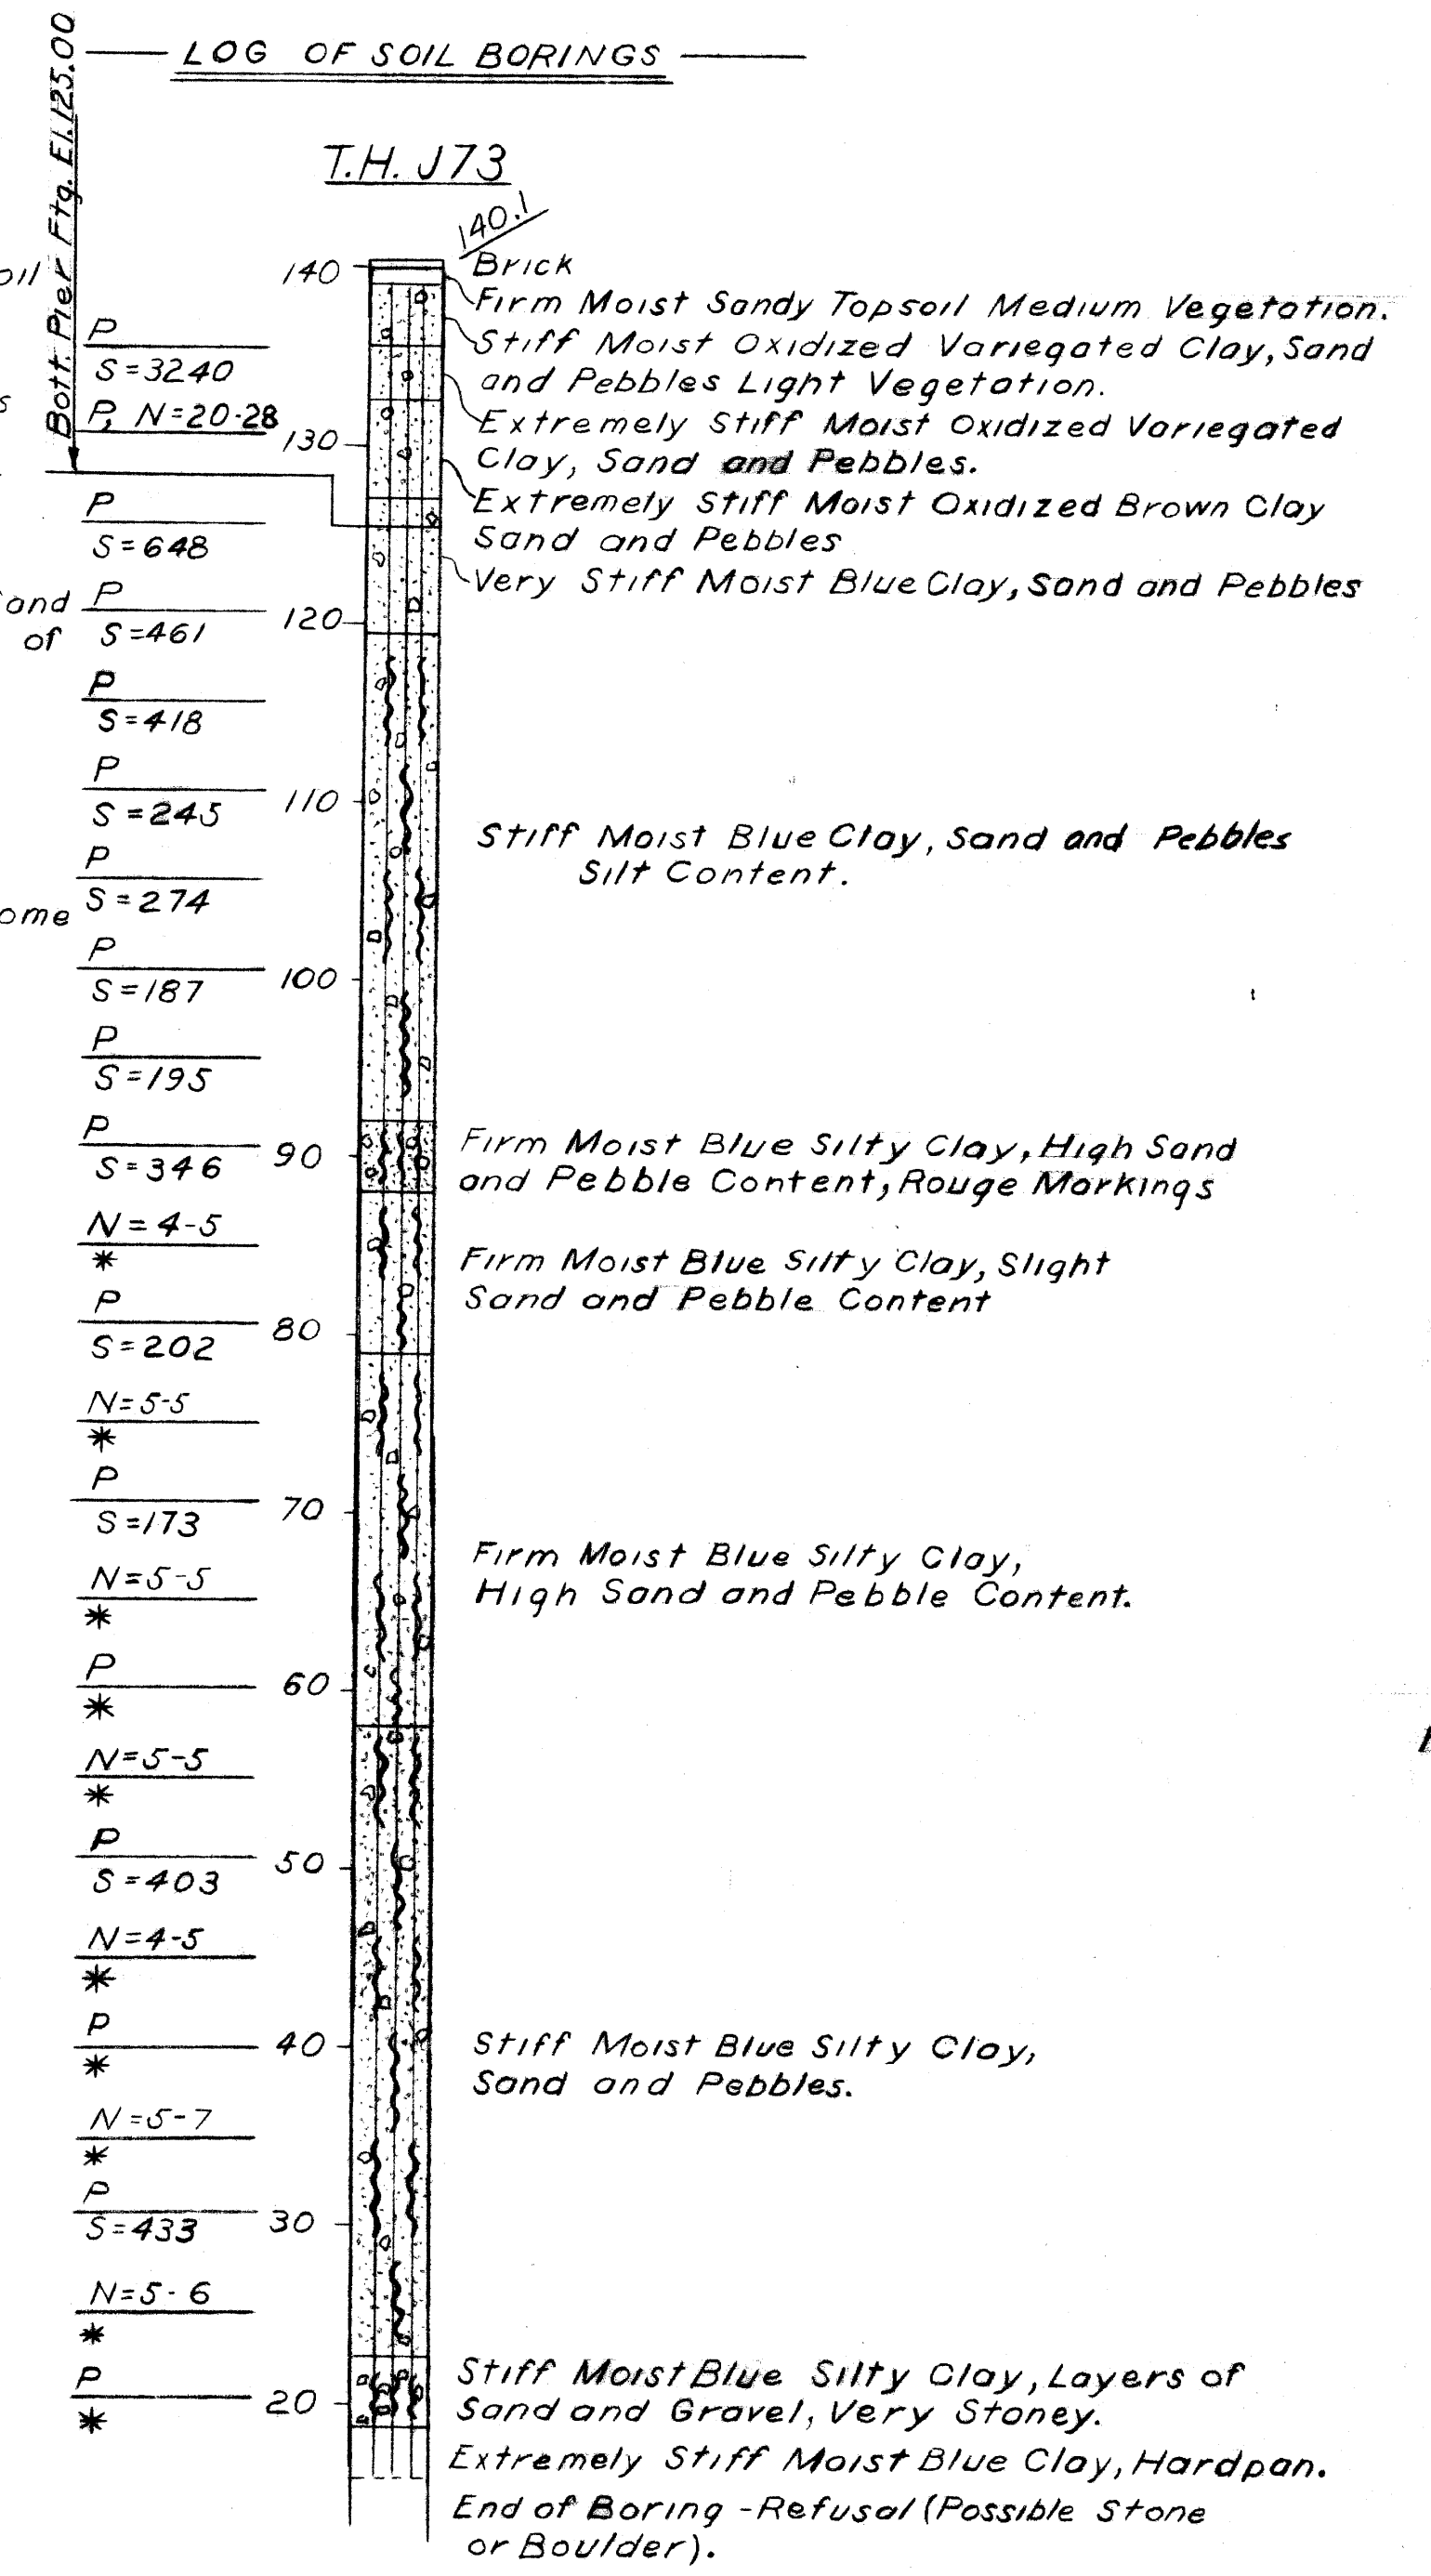 LOG OF SOIL BORINGS
Bott. Pier Ftg. El. 125.00
T.H. J73
140.1
oil
140
Brick
Firm Moist Sandy Topsoil Medium Vegetation.
P
S=3240
Stiff Moist Oxidized Variegated Clay, Sand
and Pebbles Light Vegetation.
s
P, N=20-28
130
Extremely Stiff Moist Oxidized Variegated
Clay, Sand and Pebbles.
P
S=648
Extremely Stiff Moist Oxidized Brown Clay
Sand and Pebbles
Very Stiff Moist Blue Clay, Sand and Pebbles
and
of
P
S=461
120
P
S=418
P
S=245
110
Stiff Moist Blue Clay, Sand and Pebbles
Silt Content.
P
S=274
ome
P
S=187
100
P
S=195
P
S=346
90
Firm Moist Blue Silty Clay, High Sand
and Pebble Content, Rouge Markings
N=4-5
*
Firm Moist Blue Silty Clay, Slight
Sand and Pebble Content
P
S=202
80
N=5-5
*
P
S=173
70
Firm Moist Blue Silty Clay,
High Sand and Pebble Content.
N=5-5
*
P
*
60
N=5-5
*
P
S=403
50
N=4-5
*
P
*
40
Stiff Moist Blue Silty Clay,
Sand and Pebbles.
N=5-7
*
P
S=433
30
N=5-6
*
P
*
20
Stiff Moist Blue Silty Clay, Layers of
Sand and Gravel, Very Stoney.
Extremely Stiff Moist Blue Clay, Hardpan.
End of Boring - Refusal (Possible Stone
or Boulder).